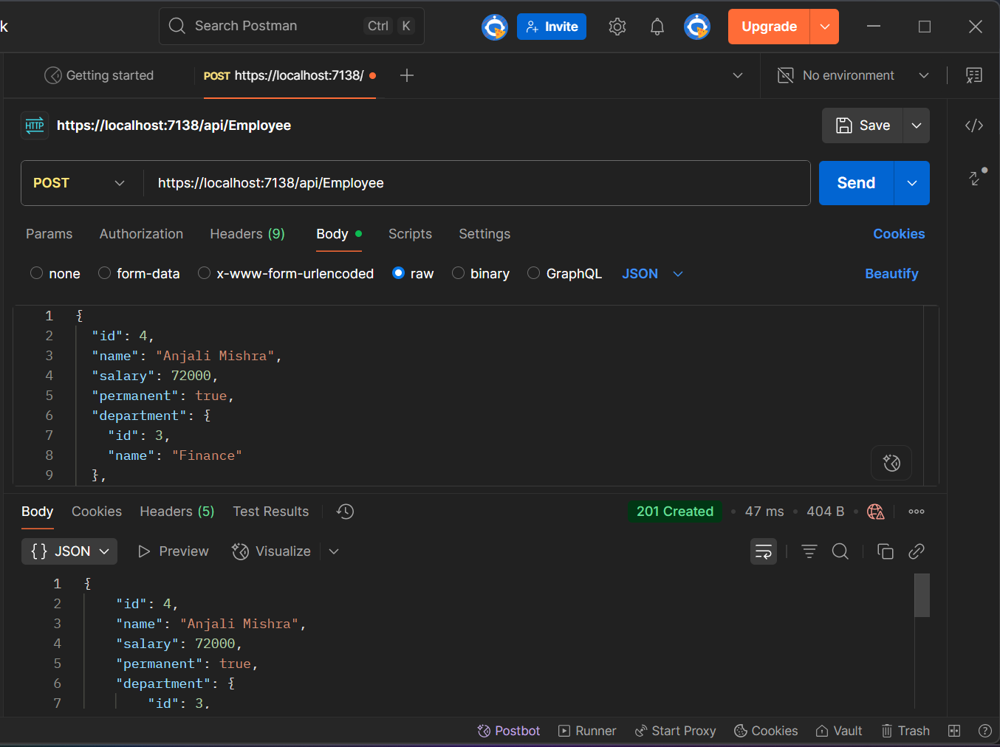 k
Search Postman Ctrl K Invite Upgrade
Getting started POST https://localhost:7138/ No environment
HTTP https://localhost:7138/api/Employee Save
POST https://localhost:7138/api/Employee Send
Params Authorization Headers (9) Body Scripts Settings Cookies
none form-data x-www-form-urlencoded raw binary GraphQL JSON Beautify
1 {
2 "id": 4,
3 "name": "Anjali Mishra",
4 "salary": 72000,
5 "permanent": true,
6 "department": {
7 "id": 3,
8 "name": "Finance"
9 },
Body Cookies Headers (5) Test Results 201 Created 47 ms 404 B
{} JSON Preview Visualize
1 {
2 "id": 4,
3 "name": "Anjali Mishra",
4 "salary": 72000,
5 "permanent": true,
6 "department": {
7 "id": 3,
Postbot Runner Start Proxy Cookies Vault Trash